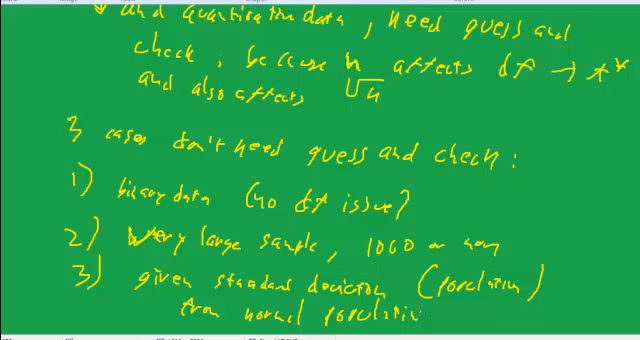 and quantitative data, need guess and
check, because n affects df → t*
and also affects √n
3 cases don't need guess and check:
1) binary data (no df issue)
2) very large sample, 1000 or more
3) given standard deviation (population)
from normal population